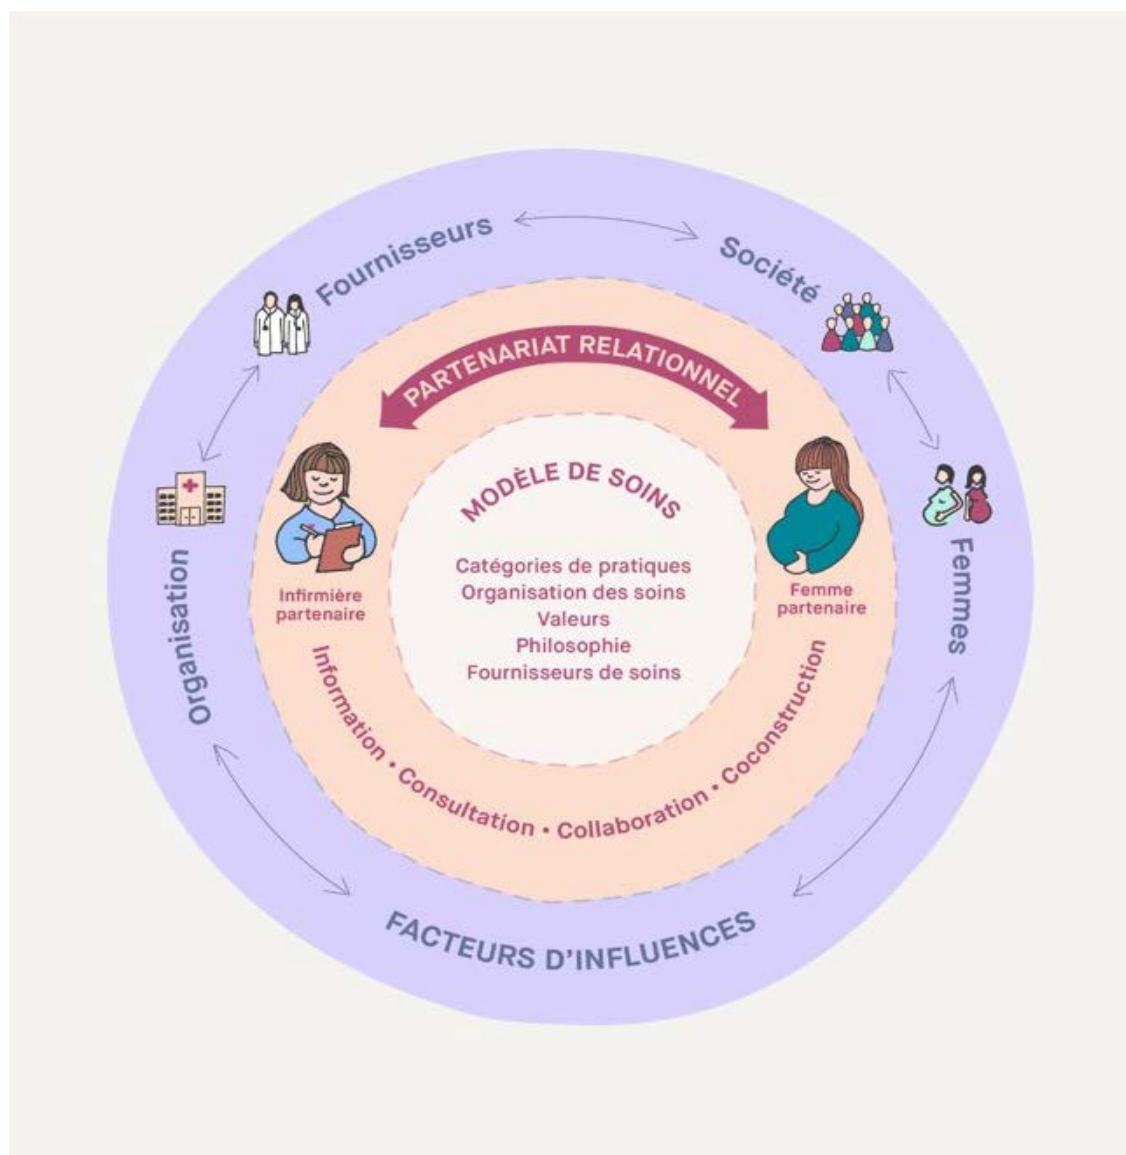 Fournisseurs
Société
PARTENARIAT RELATIONNEL
MODÈLE DE SOINS
Catégories de pratiques
Organisation des soins
Valeurs
Philosophie
Fournisseurs de soins
Infirmière
partenaire
Femme
partenaire
Organisation
Femmes
Information • Consultation • Collaboration • Coconstruction
FACTEURS D'INFLUENCES